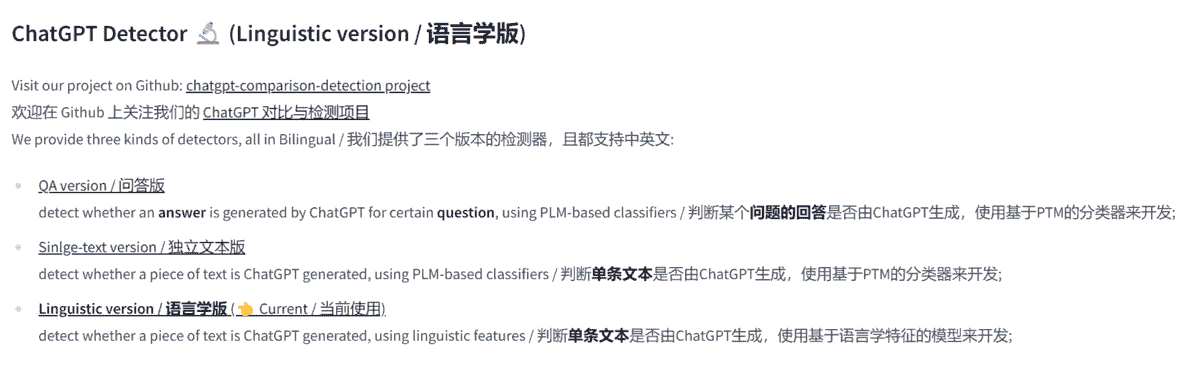 ChatGPT Detector 🔬 (Linguistic version / 语言学版)
Visit our project on Github: chatgpt-comparison-detection project
欢迎在 Github 上关注我们的 ChatGPT 对比与检测项目
We provide three kinds of detectors, all in Bilingual / 我们提供了三个版本的检测器，且都支持中英文:
QA version / 问答版
detect whether an answer is generated by ChatGPT for certain question, using PLM-based classifiers / 判断某个问题的回答是否由ChatGPT生成，使用基于PTM的分类器来开发;
Sinlge-text version / 独立文本版
detect whether a piece of text is ChatGPT generated, using PLM-based classifiers / 判断单条文本是否由ChatGPT生成，使用基于PTM的分类器来开发;
Linguistic version / 语言学版 (👈 Current / 当前使用)
detect whether a piece of text is ChatGPT generated, using linguistic features / 判断单条文本是否由ChatGPT生成，使用基于语言学特征的模型来开发;